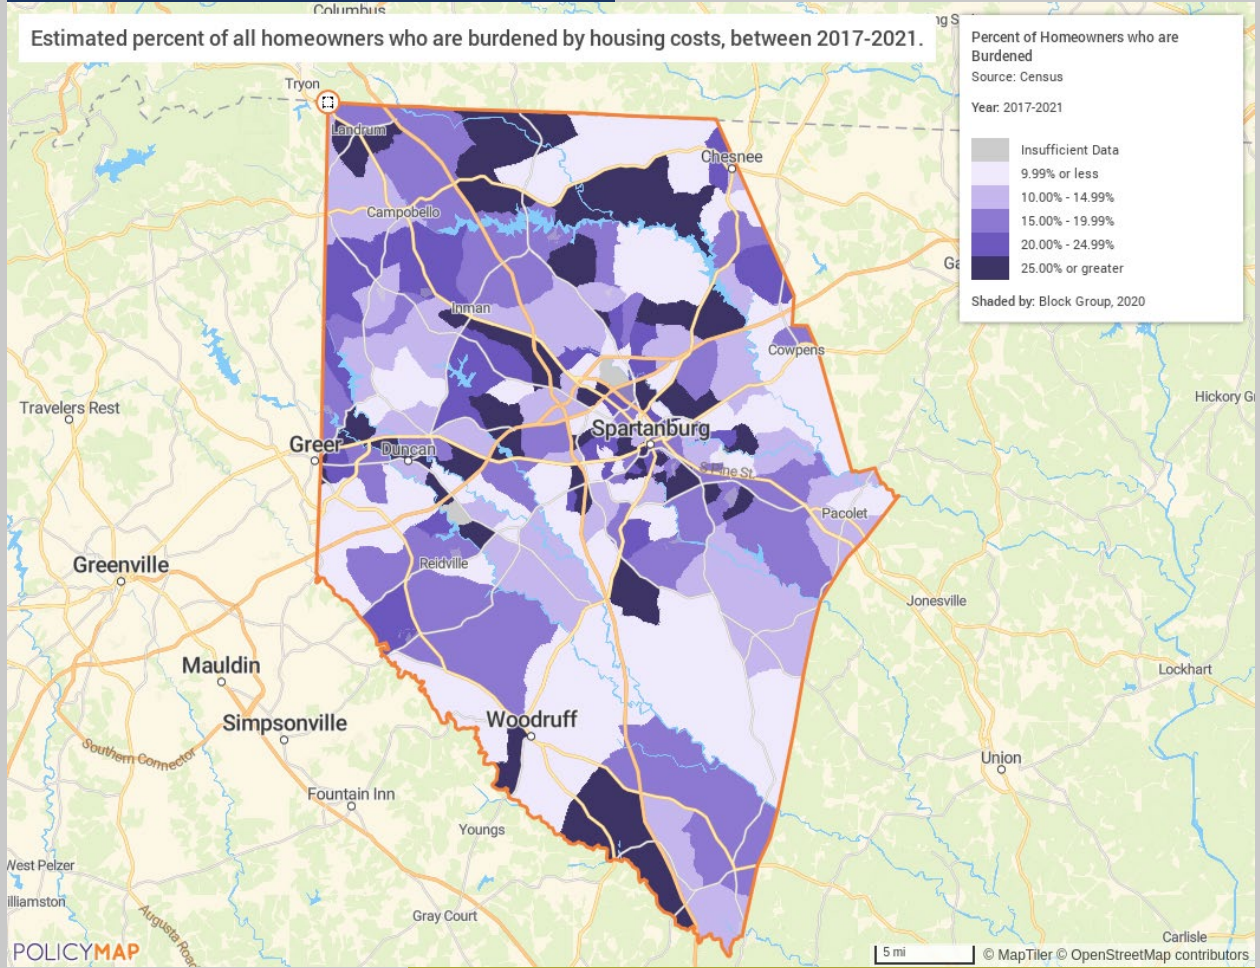 Columbus
Estimated percent of all homeowners who are burdened by housing costs, between 2017-2021.
Percent of Homeowners who are
Burdened
Source: Census
Year: 2017-2021
Insufficient Data
9.99% or less
10.00% - 14.99%
15.00% - 19.99%
20.00% - 24.99%
25.00% or greater
Shaded by: Block Group, 2020
Tryon
Landrum
Chesnee
Campobello
Ga
Inman
Cowpens
Travelers Rest
Hickory G
Spartanburg
Greer
Duncan
S Pine St
Pacolet
Greenville
Reidville
Jonesville
Mauldin
Lockhart
Simpsonville
Woodruff
Southern Connector
Union
Fountain Inn
Youngs
West Pelzer
illiamston
Gray Court
Augusta Road
Carlisle
POLICYMAP
5 mi
© MapTiler © OpenStreetMap contributors